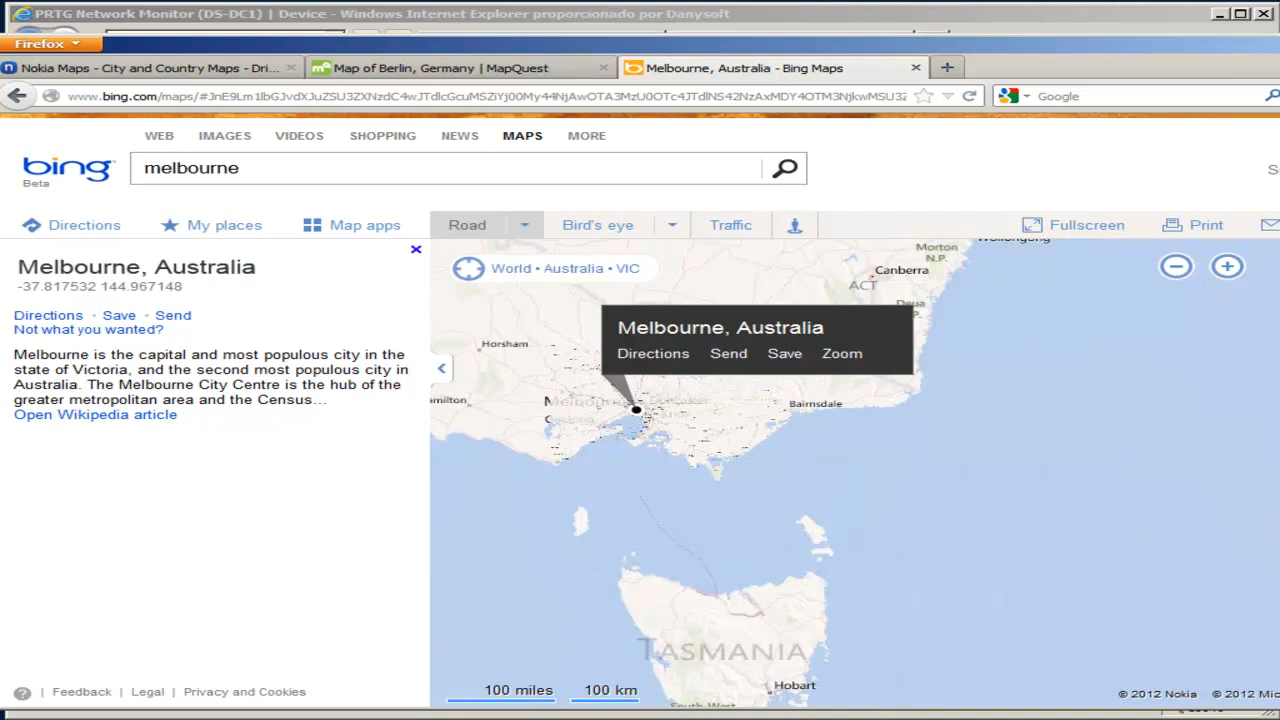 PRTG Network Monitor (DS-DC1) | Device - Windows Internet Explorer proporcionado por Danysoft
Firefox
Nokia Maps - City and Country Maps - Dri...
Map of Berlin, Germany | MapQuest
Melbourne, Australia - Bing Maps
Google
WEB IMAGES VIDEOS SHOPPING NEWS MAPS MORE
bing
Beta
melbourne
Directions My places Map apps
Road Bird's eye Traffic Fullscreen Print
Melbourne, Australia
-37.817532 144.967148
Directions - Save - Send
Not what you wanted?
Melbourne is the capital and most populous city in the
state of Victoria, and the second most populous city in
Australia. The Melbourne City Centre is the hub of the
greater metropolitan area and the Census...
Open Wikipedia article
World • Australia • VIC
Morton
N.P.
Canberra
ACT
Deua
Melbourne, Australia
Directions Send Save Zoom
Horsham
Bairnsdale
TASMANIA
Hobart
100 miles 100 km
Feedback | Legal | Privacy and Cookies
© 2012 Nokia © 2012 Mic